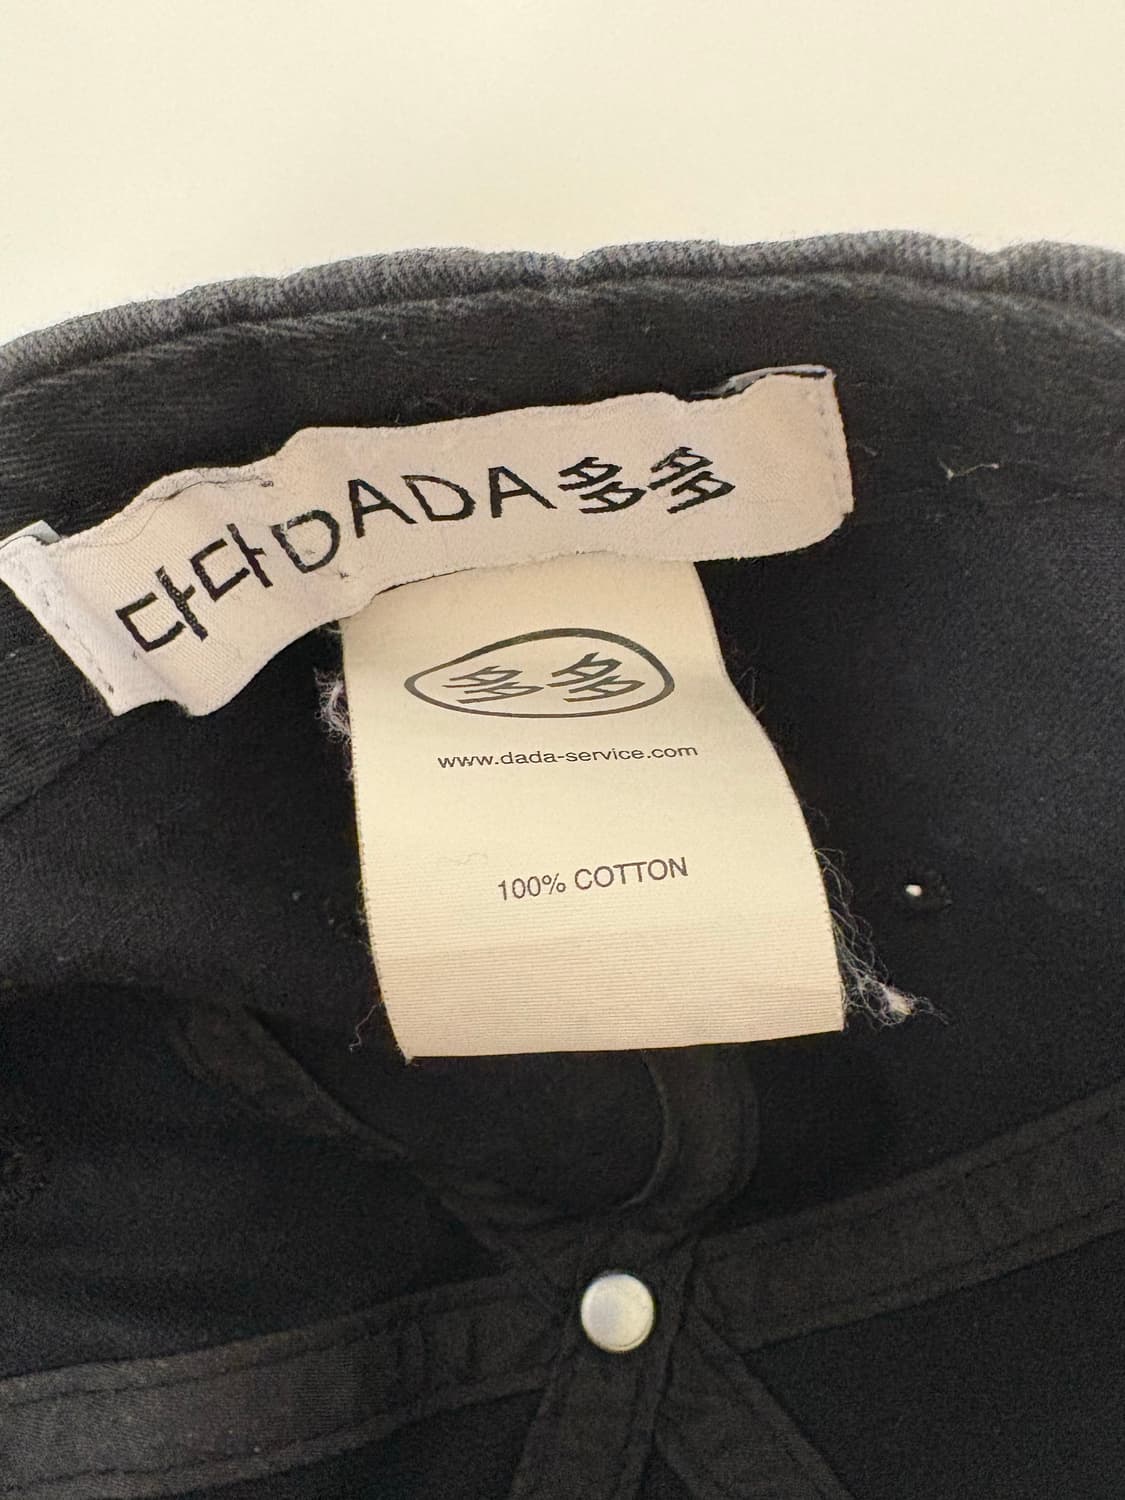 다다DADA多多
多多
www.dada-service.com
100% COTTON